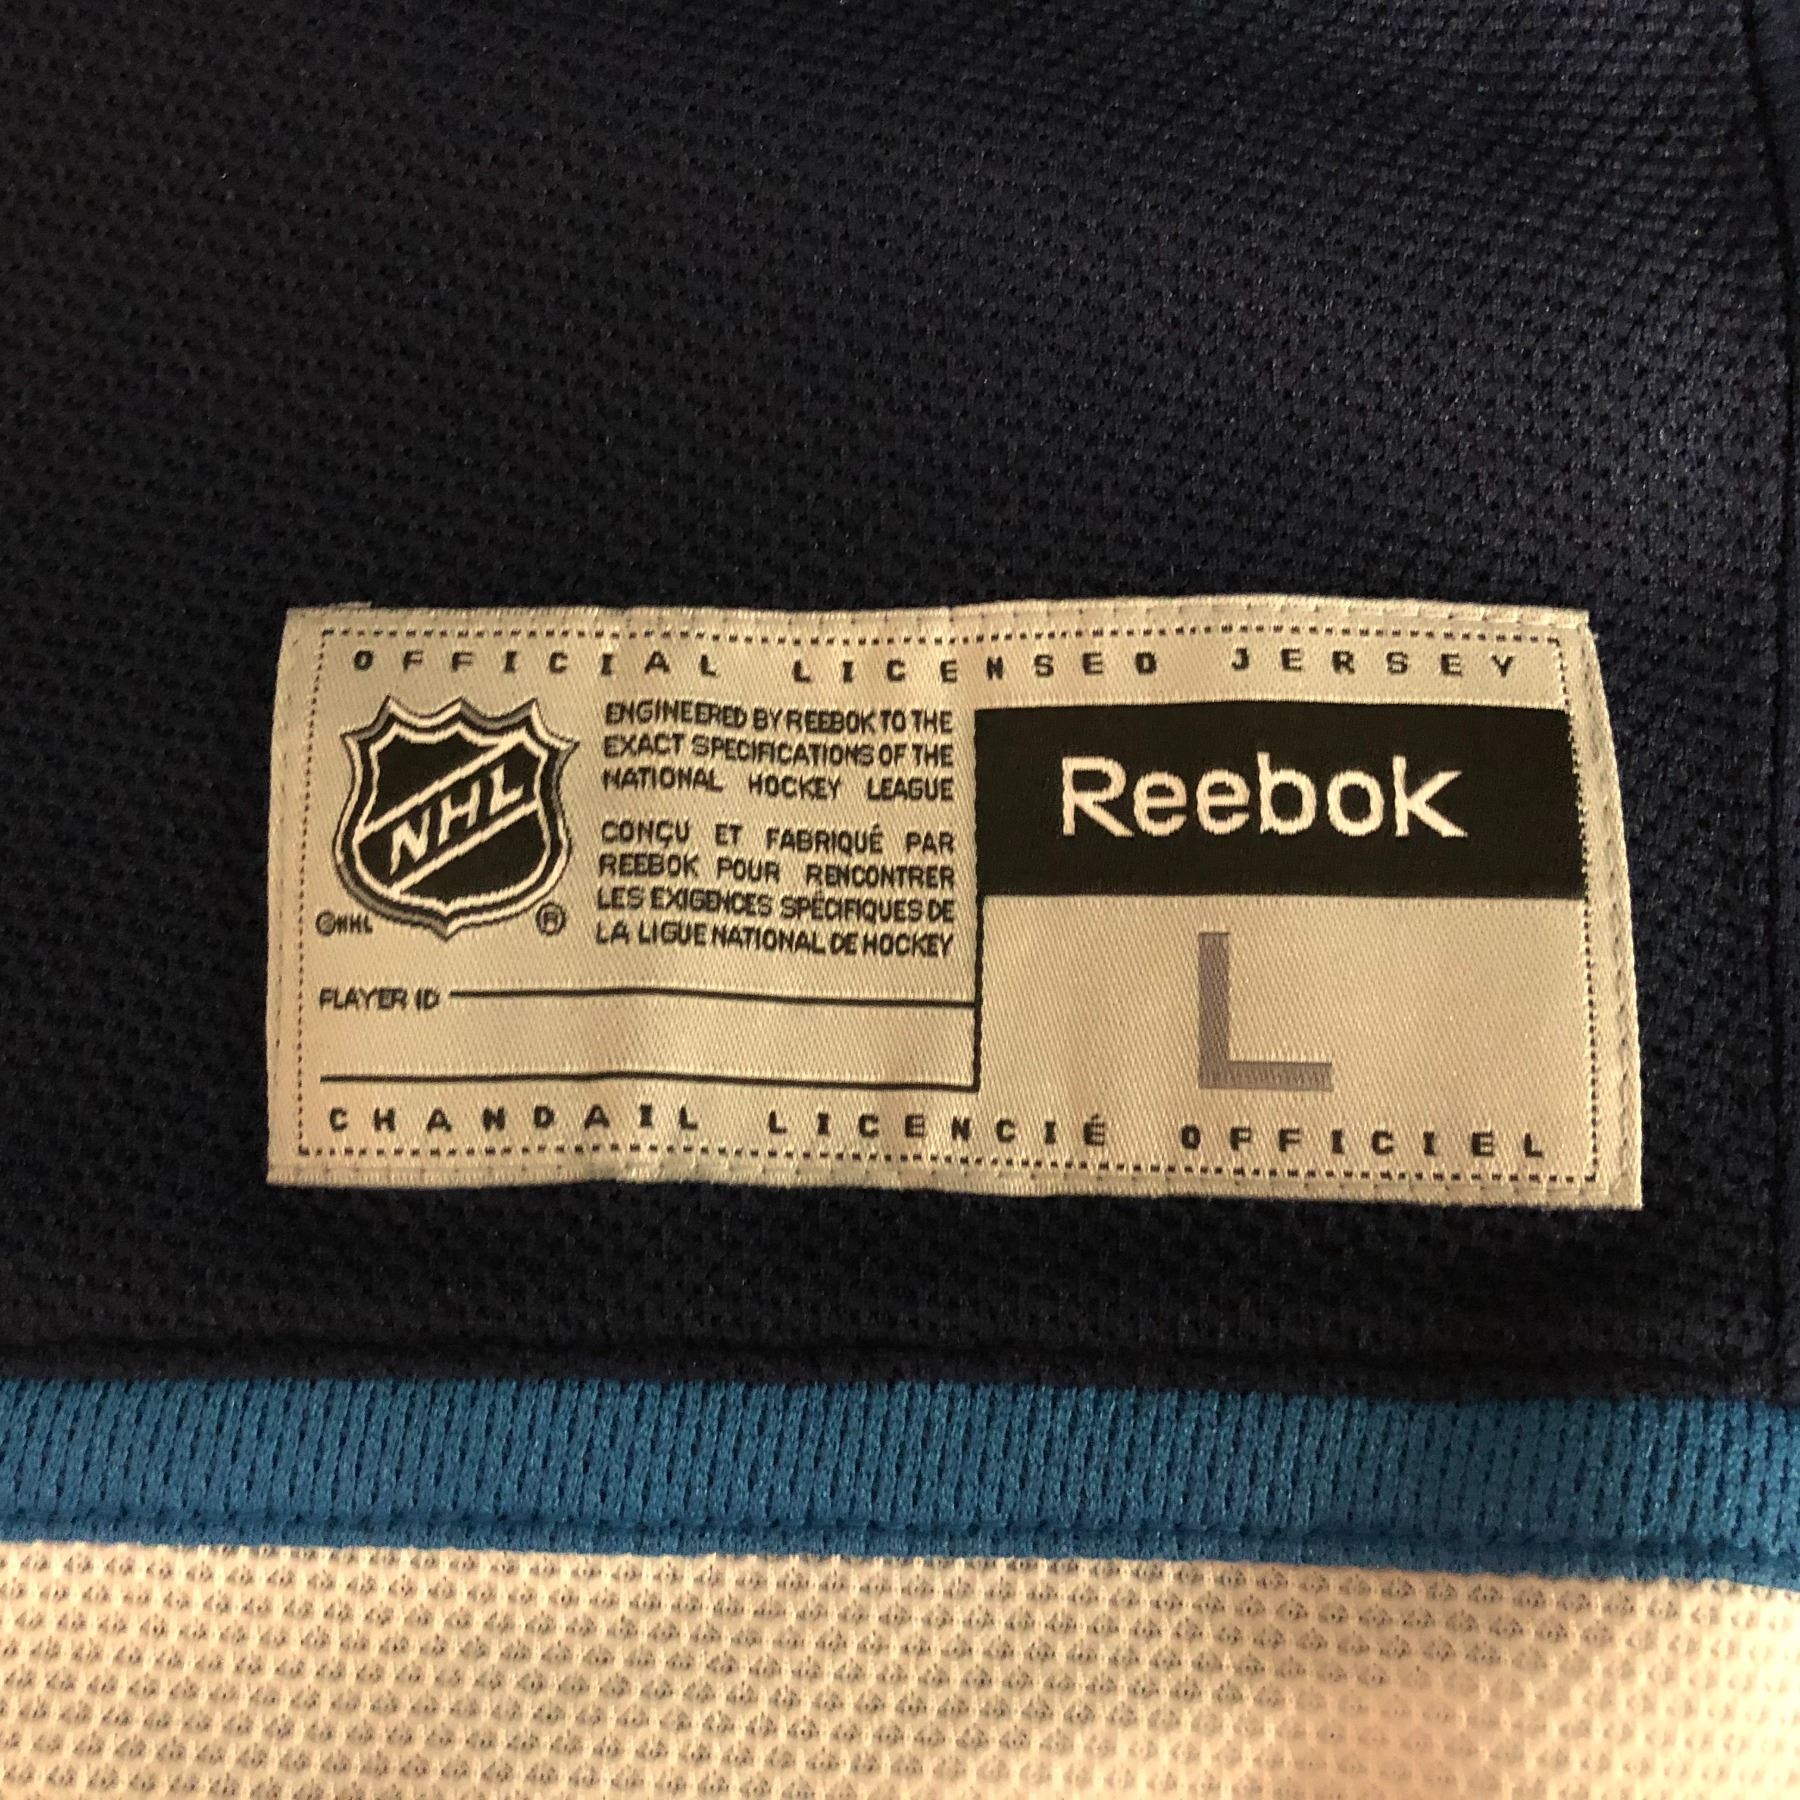 OFFICIAL LICENSED JERSEY
NHL
©NHL
®
ENGINEERED BY REEBOK TO THE
EXACT SPECIFICATIONS OF THE
NATIONAL HOCKEY LEAGUE
CONÇU ET FABRIQUÉ PAR
REEBOK POUR RENCONTRER
LES EXIGENCES SPÉCIFIQUES DE
LA LIGUE NATIONAL DE HOCKEY
Reebok
L
PLAYER ID
CHANDAIL LICENCIÉ OFFICIEL